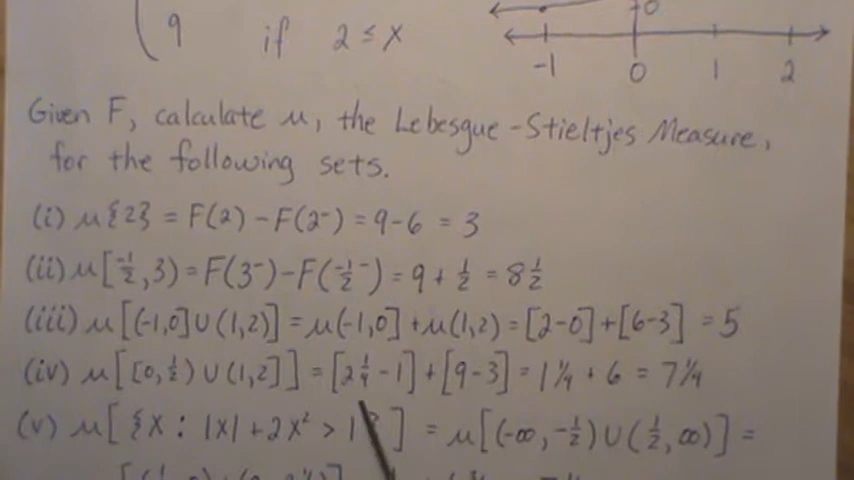 9 if 2 ≤ x
0
-1 0 1 2
Given F, calculate μ, the Lebesgue-Stieltjes Measure,
for the following sets.
(i) μ{2} = F(2) - F(2⁻) = 9-6 = 3
(ii) μ[-½, 3) = F(3⁻) - F(-½⁻) = 9 + ½ = 8½
(iii) μ[(-1,0]∪(1,2)] = μ(-1,0] + μ(1,2) = [2-0]+[6-3] = 5
(iv) μ[[0,½)∪(1,2]] = [2¼ -1] + [9-3] = 1¼ + 6 = 7¼
(v) μ[{x : |x| + 2x² > 1}] = μ[(-∞, -½)∪(½, ∞)] =